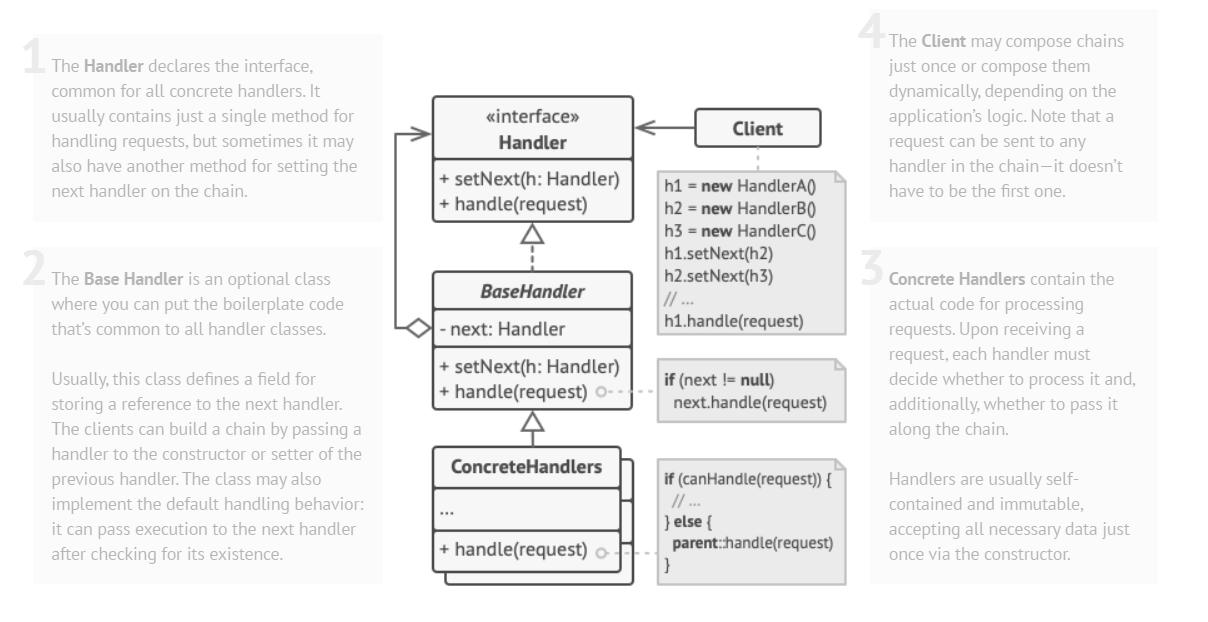 1
The Handler declares the interface,
common for all concrete handlers. It
usually contains just a single method for
handling requests, but sometimes it may
also have another method for setting the
next handler on the chain.
2
The Base Handler is an optional class
where you can put the boilerplate code
that's common to all handler classes.
Usually, this class defines a field for
storing a reference to the next handler.
The clients can build a chain by passing a
handler to the constructor or setter of the
previous handler. The class may also
implement the default handling behavior:
it can pass execution to the next handler
after checking for its existence.
«interface»
Handler
+ setNext(h: Handler)
+ handle(request)
BaseHandler
- next: Handler
+ setNext(h: Handler)
+ handle(request)
ConcreteHandlers
...
+ handle(request)
Client
h1 = new HandlerA()
h2 = new HandlerB()
h3 = new HandlerC()
h1.setNext(h2)
h2.setNext(h3)
// ...
h1.handle(request)
if (next != null)
next.handle(request)
if (canHandle(request)) {
// ...
} else {
parent::handle(request)
}
4
The Client may compose chains
just once or compose them
dynamically, depending on the
application's logic. Note that a
request can be sent to any
handler in the chain—it doesn't
have to be the first one.
3
Concrete Handlers contain the
actual code for processing
requests. Upon receiving a
request, each handler must
decide whether to process it and,
additionally, whether to pass it
along the chain.
Handlers are usually self-
contained and immutable,
accepting all necessary data just
once via the constructor.